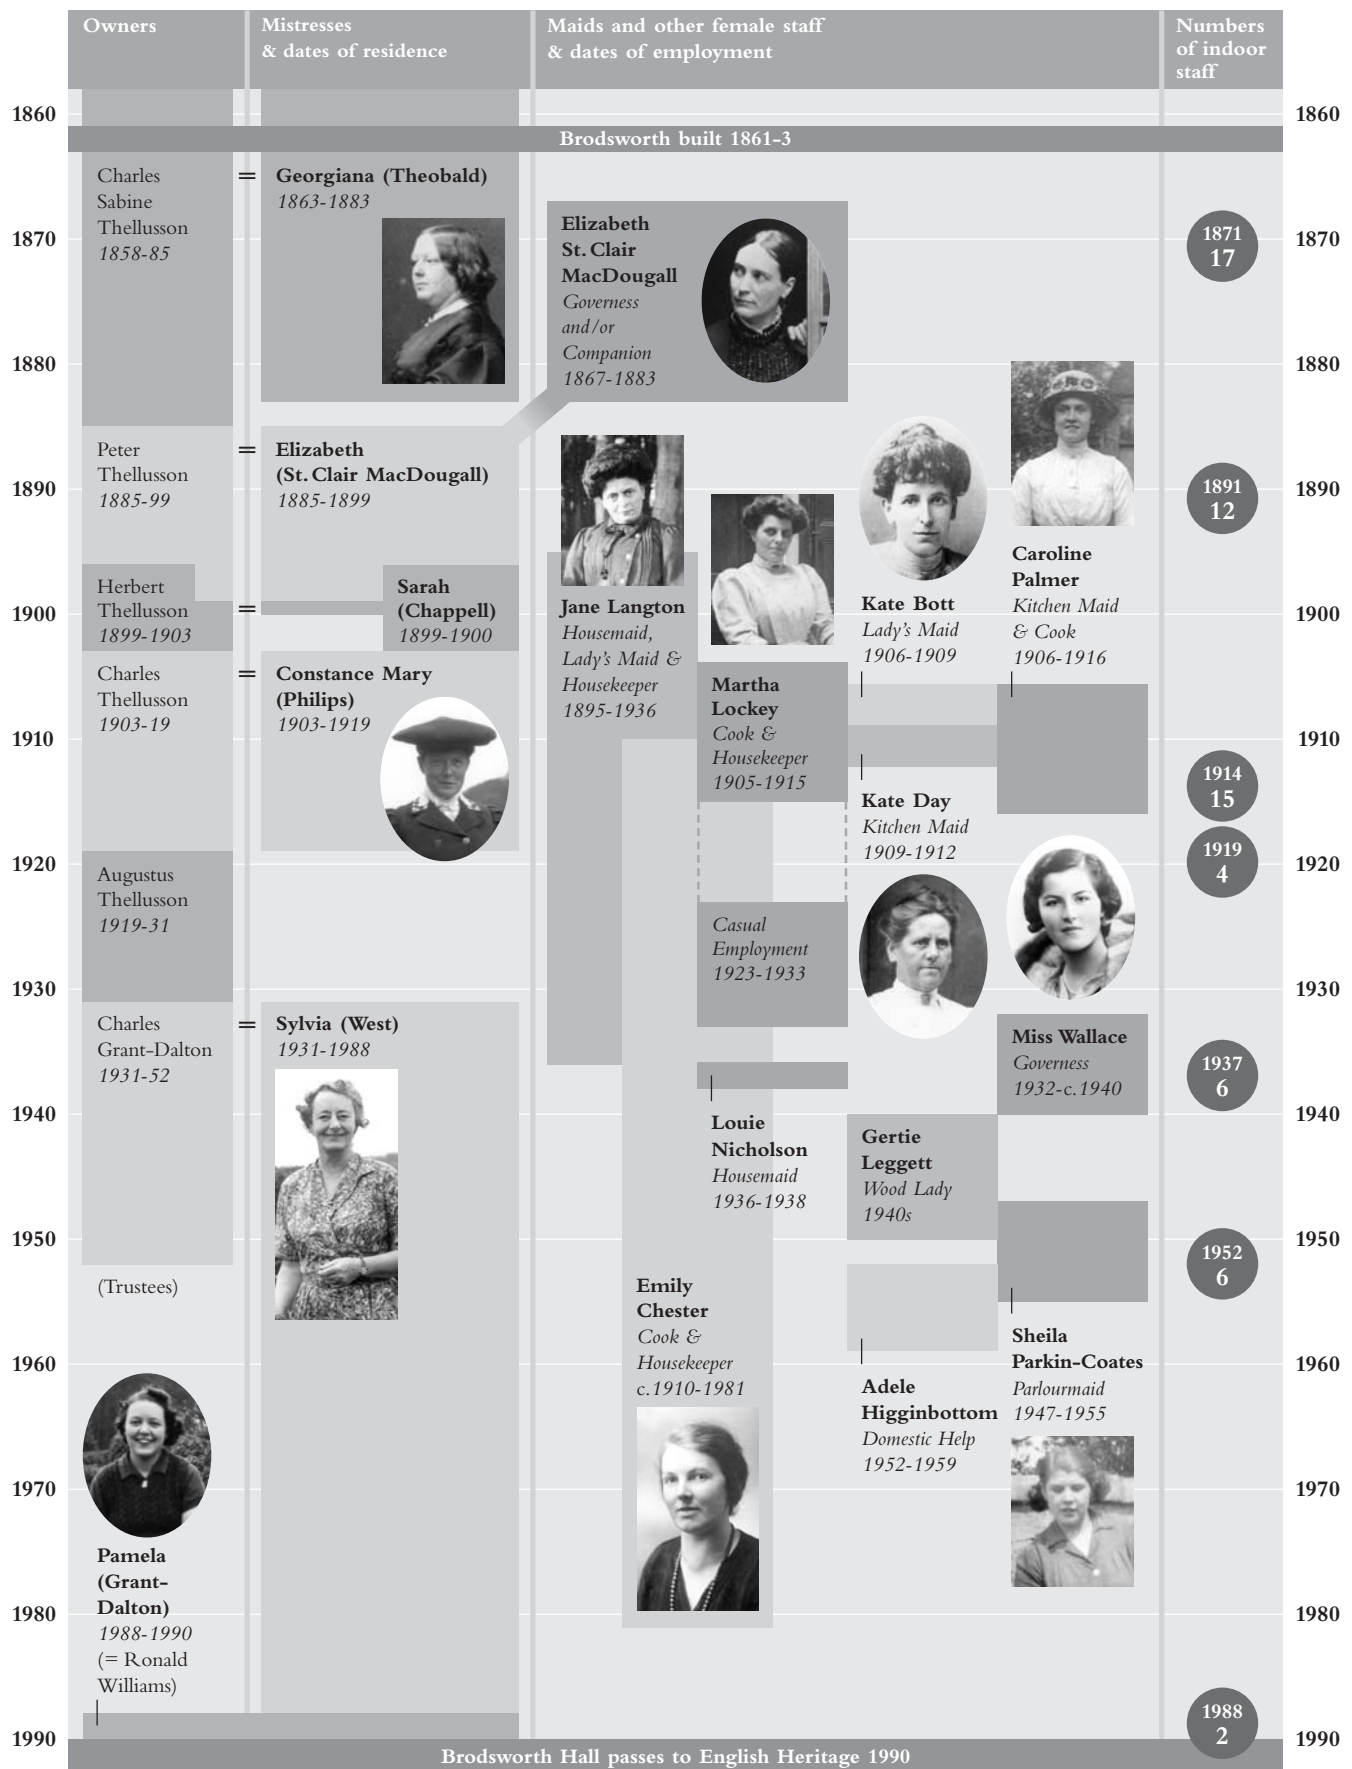 Owners
Mistresses
& dates of residence
Maids and other female staff
& dates of employment
Numbers
of indoor
staff
1860
1860
Brodsworth built 1861-3
Charles
Sabine
Thellusson
1858-85
=
Georgiana (Theobald)
1863-1883
Elizabeth
St. Clair
MacDougall
Governess
and/or
Companion
1867-1883
1870
1871
17
1870
1880
1880
Peter
Thellusson
1885-99
=
Elizabeth
(St. Clair MacDougall)
1885-1899
1890
1891
12
1890
Herbert
Thellusson
1899-1903
=
Sarah
(Chappell)
1899-1900
Jane Langton
Housemaid,
Lady's Maid &
Housekeeper
1895-1936
Kate Bott
Lady's Maid
1906-1909
Caroline
Palmer
Kitchen Maid
& Cook
1906-1916
1900
1900
Charles
Thellusson
1903-19
=
Constance Mary
(Philips)
1903-1919
Martha
Lockey
Cook &
Housekeeper
1905-1915
1910
1910
Kate Day
Kitchen Maid
1909-1912
1914
15
1919
4
1920
1920
Augustus
Thellusson
1919-31
Casual
Employment
1923-1933
1930
1930
Charles
Grant-Dalton
1931-52
=
Sylvia (West)
1931-1988
Miss Wallace
Governess
1932-c.1940
1937
6
1940
1940
Louie
Nicholson
Housemaid
1936-1938
Gertie
Leggett
Wood Lady
1940s
1950
1950
1952
6
(Trustees)
Emily
Chester
Cook &
Housekeeper
c.1910-1981
Sheila
Parkin-Coates
Parlourmaid
1947-1955
1960
1960
Adele
Higginbottom
Domestic Help
1952-1959
1970
1970
Pamela
(Grant-
Dalton)
1988-1990
(= Ronald
Williams)
1980
1980
1988
2
1990
1990
Brodsworth Hall passes to English Heritage 1990